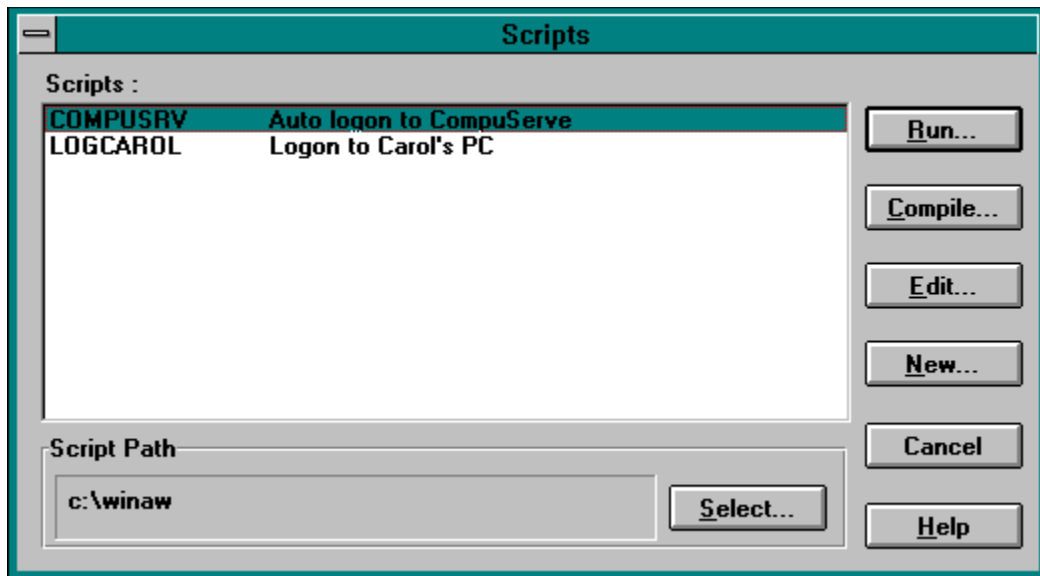 Scripts
Scripts :
COMPUSRV Auto logon to CompuServe
LOGCAROL Logon to Carol's PC
Run...
Compile...
Edit...
New...
Cancel
Help
Script Path
c:\winaw
Select...